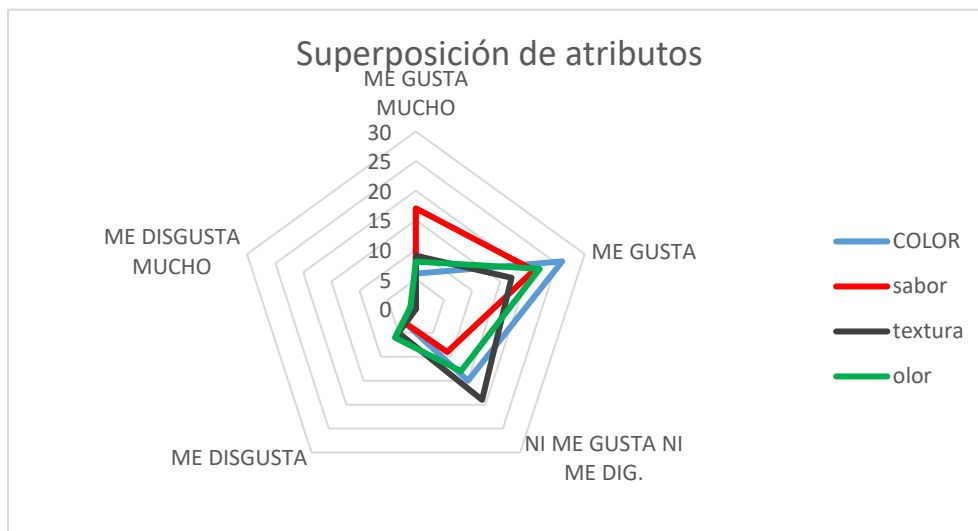 Superposición de atributos
ME GUSTA
MUCHO
30
25
20
15
10
5
0
ME GUSTA
NI ME GUSTA NI
ME DIG.
ME DISGUSTA
ME DISGUSTA
MUCHO
COLOR
sabor
textura
olor